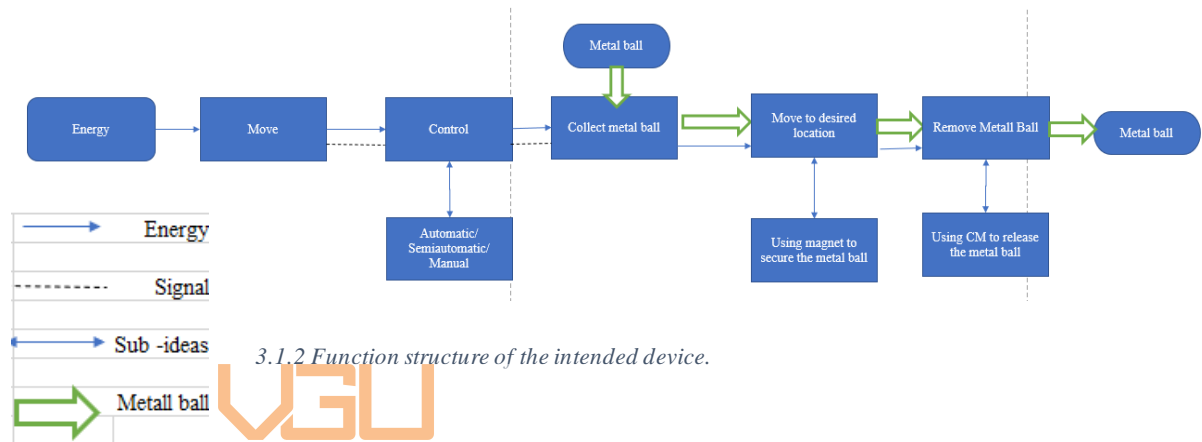 Metal ball
Energy
Move
Control
Collect metal ball
Move to desired
location
Remove Metall Ball
Metal ball
Automatic/
Semiautomatic/
Manual
Using magnet to
secure the metal ball
Using CM to release
the metal ball
Energy
Signal
Sub -ideas
Metall ball
3.1.2 Function structure of the intended device.
VGU